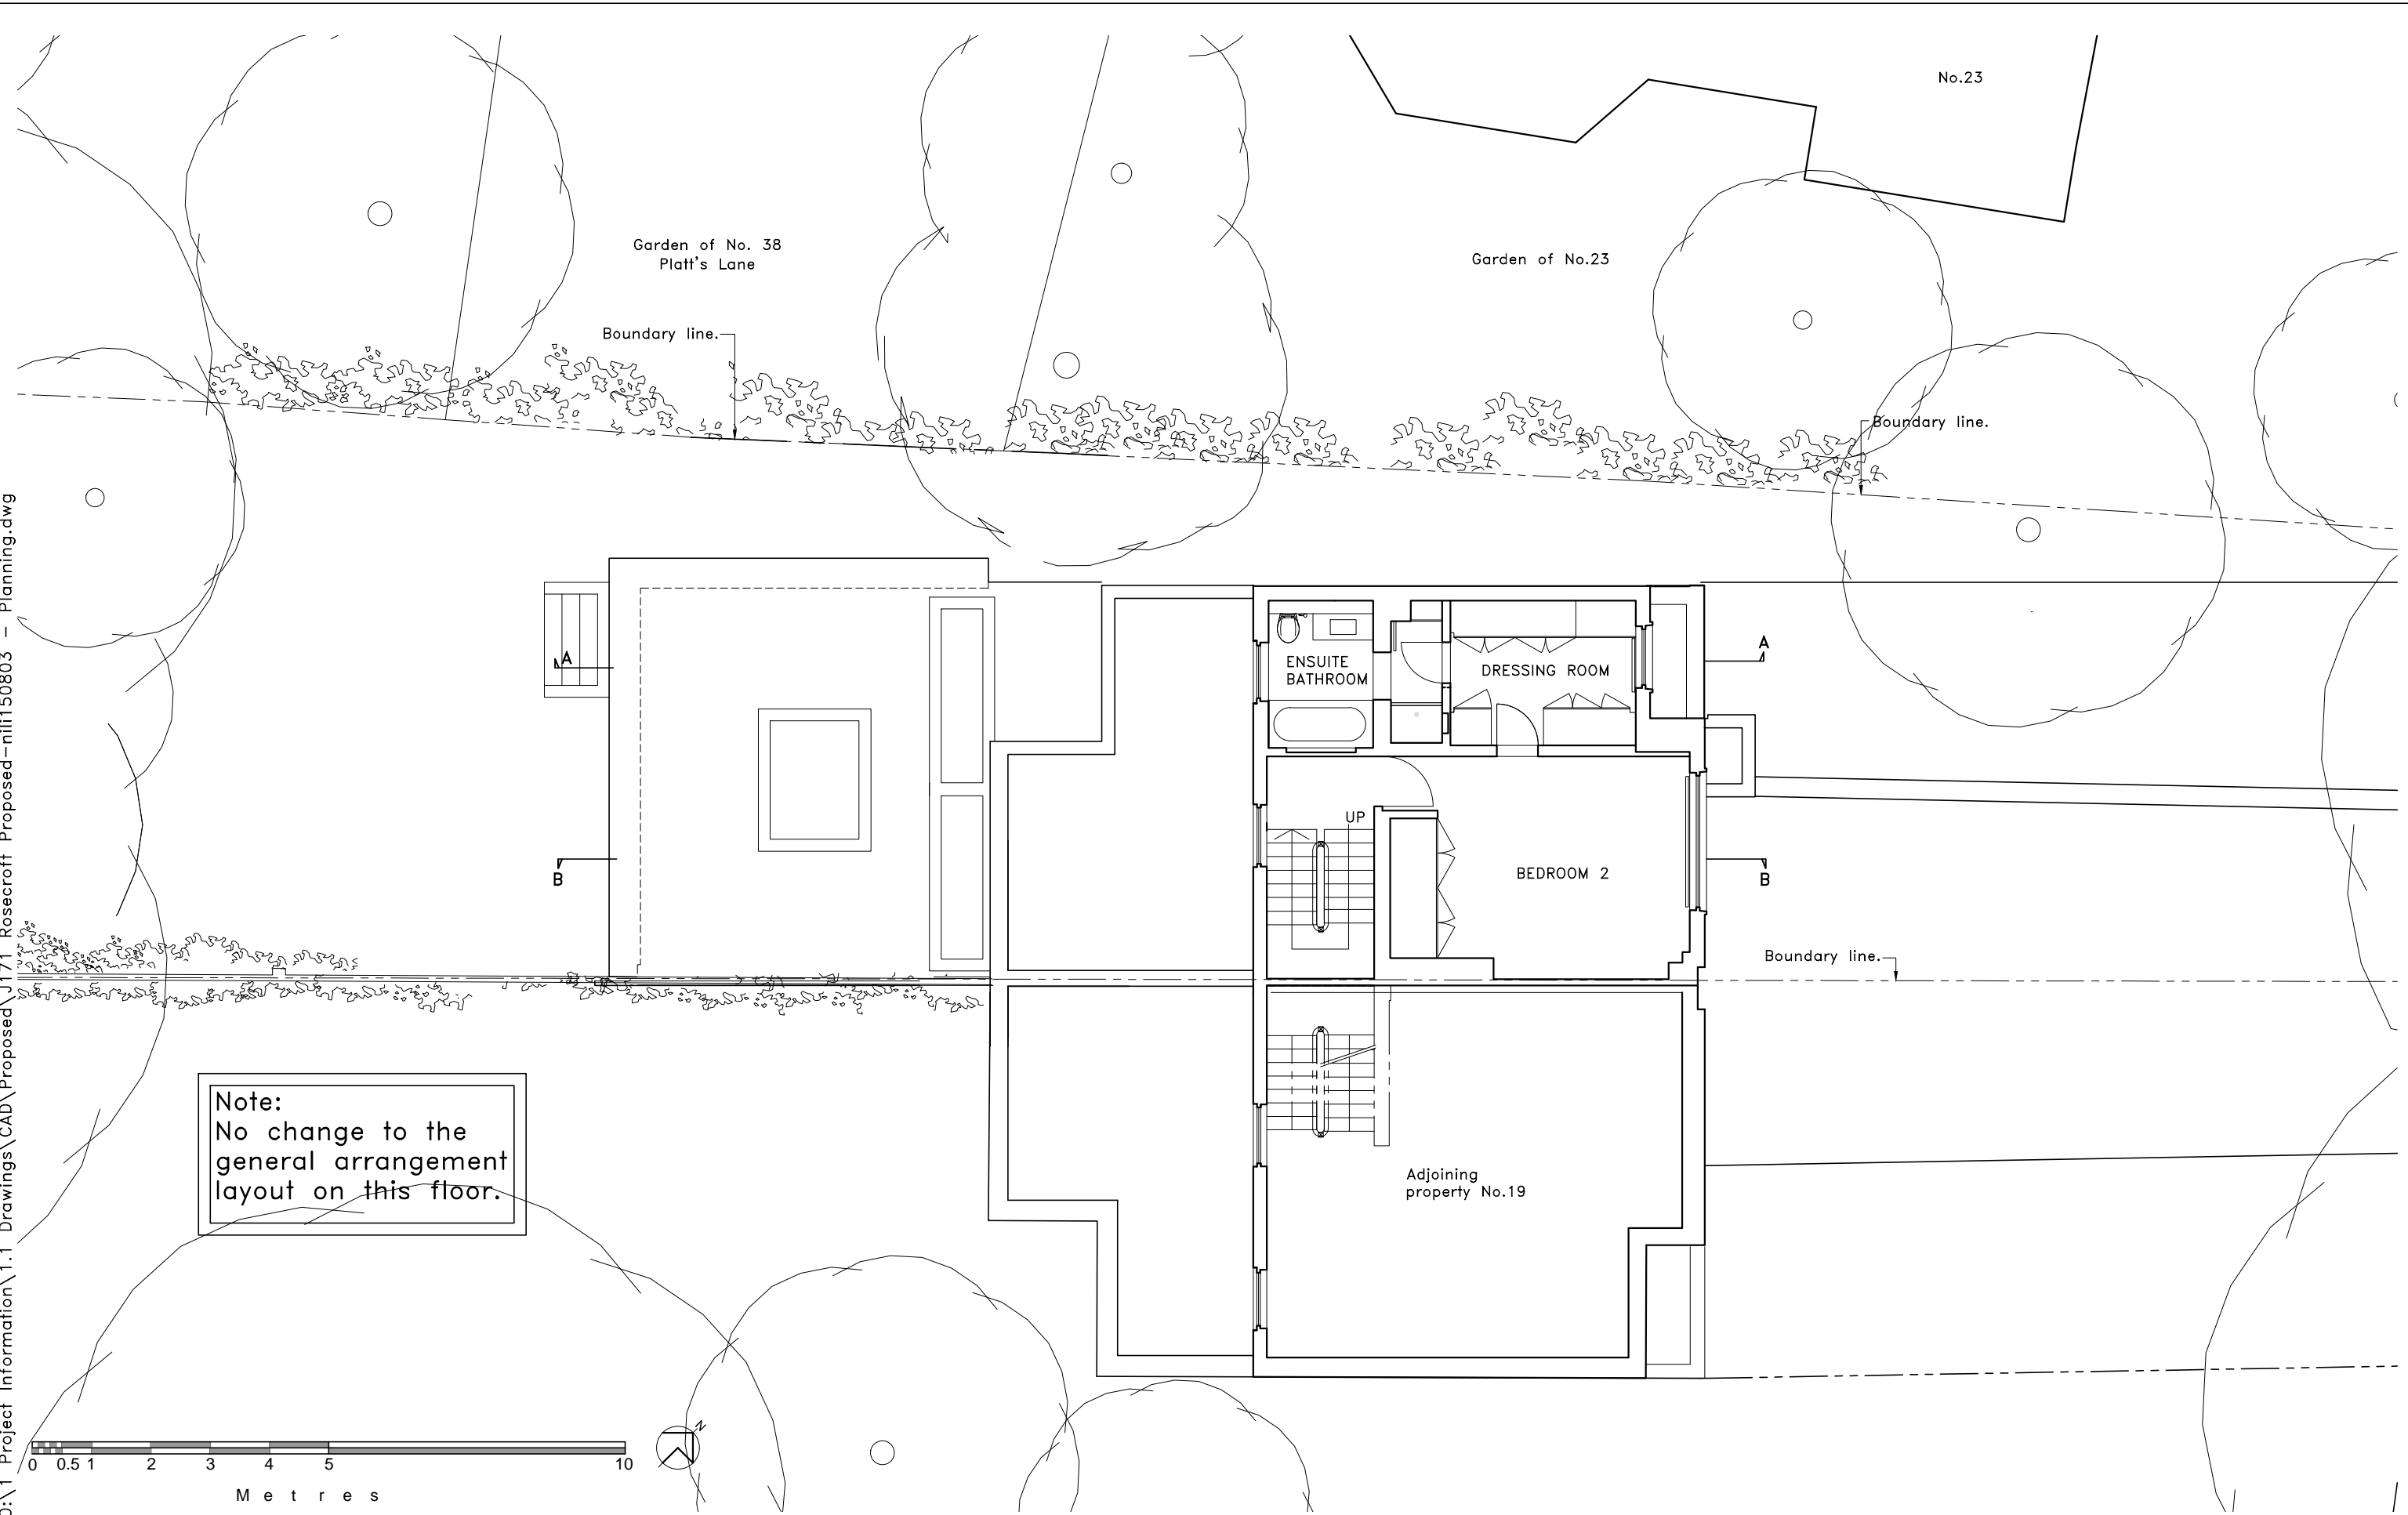 No.23
Garden of No. 38
Platt's Lane
Garden of No.23
Boundary line.
Boundary line.
A
ENSUITE
BATHROOM
DRESSING ROOM
A
UP
BEDROOM 2
B
B
Boundary line.
Note:
No change to the
general arrangement
layout on this floor.
Adjoining
property No.19
N
0 0.5 1 2 3 4 5 10
Metres
1 Project Information\1.1 Drawings\CAD\Proposed\J171 Rosecroft Proposed-nili150803 - Planning.dwg